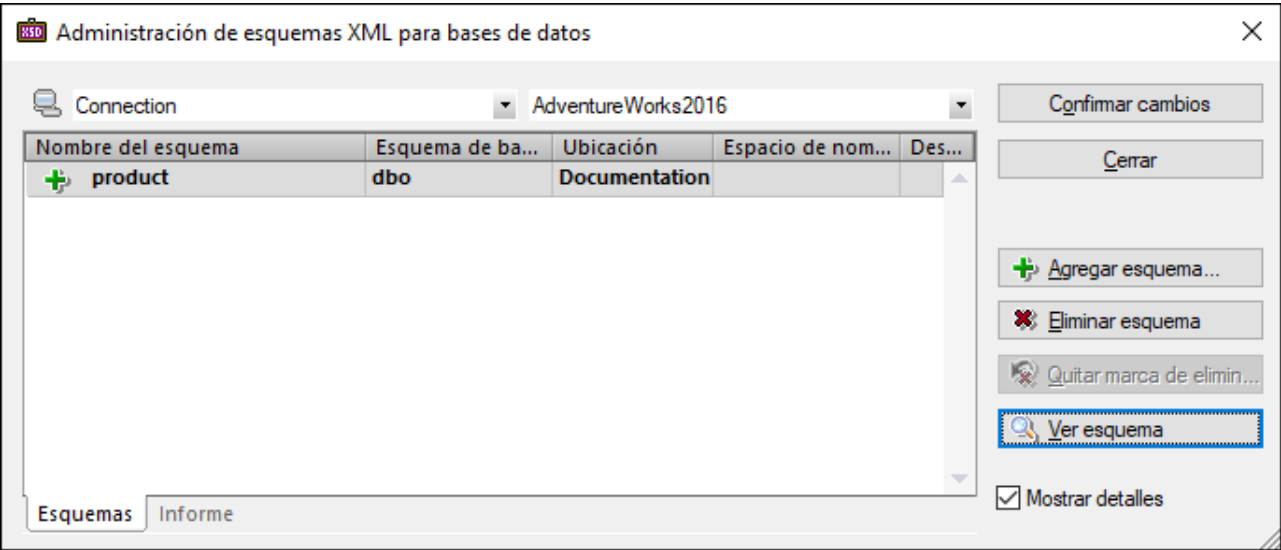 XSD Administración de esquemas XML para bases de datos
Connection AdventureWorks2016 Confirmar cambios
Nombre del esquema Esquema de ba... Ubicación Espacio de nom... Des...
Cerrar
product dbo Documentation
Agregar esquema...
Eliminar esquema
Quitar marca de elimin...
Ver esquema
Mostrar detalles
Esquemas Informe